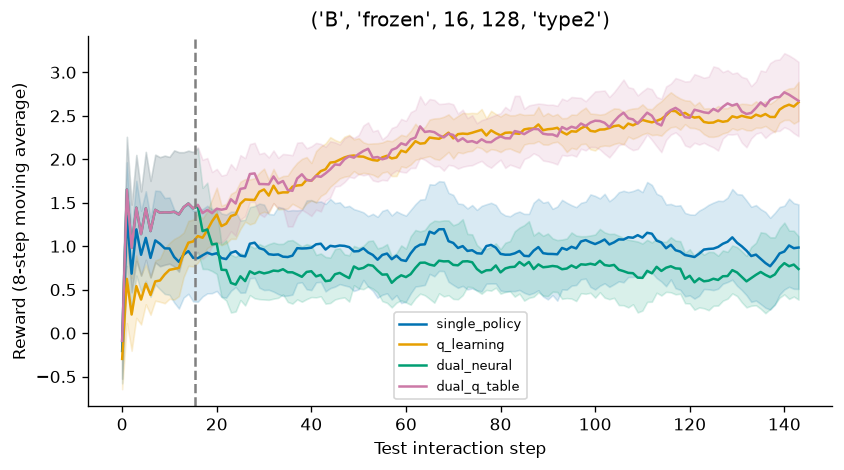 ('B', 'frozen', 16, 128, 'type2')
Reward (8-step moving average)
3.0
2.5
2.0
1.5
1.0
0.5
0.0
−0.5
single_policy
q_learning
dual_neural
dual_q_table
0 20 40 60 80 100 120 140
Test interaction step